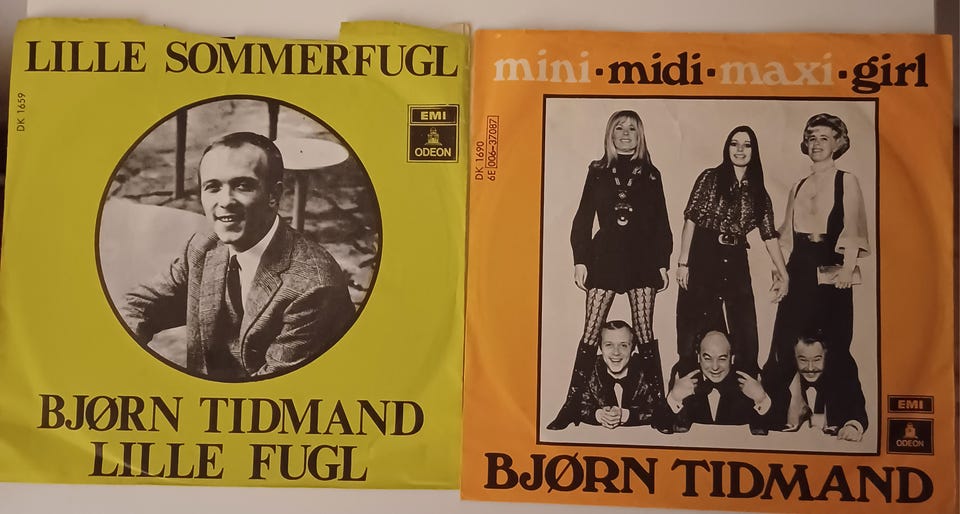 LILLE SOMMERFUGL
DK 1659
EMI
ODEON
BJØRN TIDMAND
LILLE FUGL
mini·midi·maxi·girl
DK 1690
6E 006-37087
EMI
ODEON
BJØRN TIDMAND